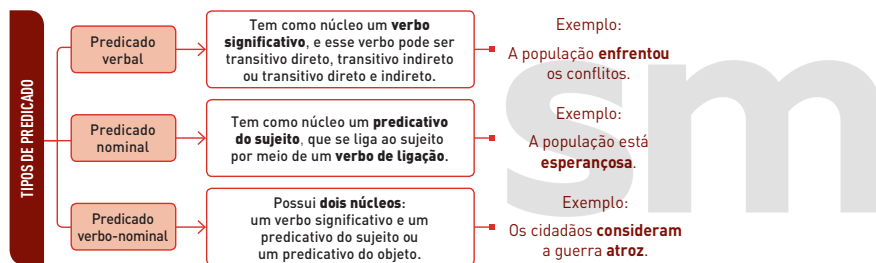 TIPOS DE PREDICADO
Predicado
verbal
Tem como núcleo um verbo
significativo, e esse verbo pode ser
transitivo direto, transitivo indireto
ou transitivo direto e indireto.
Exemplo:
A população enfrentou
os conflitos.
Predicado
nominal
Tem como núcleo um predicativo
do sujeito, que se liga ao sujeito
por meio de um verbo de ligação.
Exemplo:
A população está
esperançosa.
Predicado
verbo-nominal
Possui dois núcleos:
um verbo significativo e um
predicativo do sujeito ou
um predicativo do objeto.
Exemplo:
Os cidadãos consideram
a guerra atroz.
sm